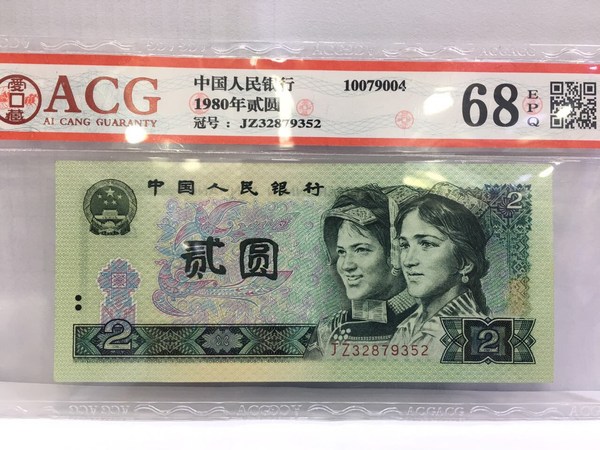 ACG
AI CANG GUARANTY
中国人民银行 10079004
1980年贰圆
冠号：JZ32879352
68 EPQ
中国人民银行
贰圆
2
JZ32879352
2
2